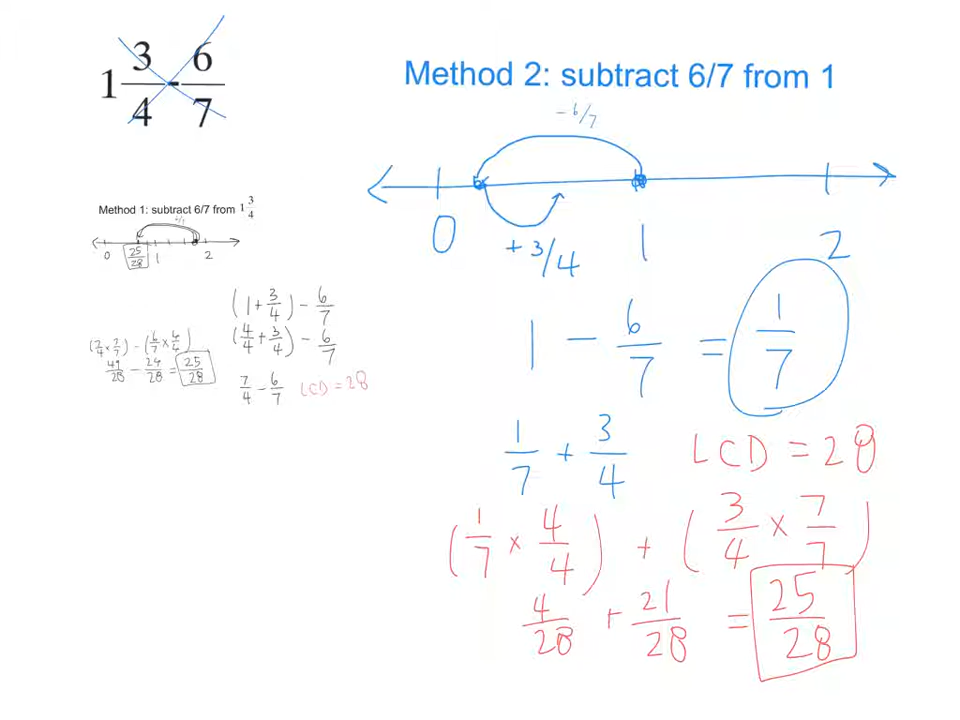 1 3/4 - 6/7
Method 1: subtract 6/7 from 1 3/4
6/7
0 25/28 1 2
(1 + 3/4) - 6/7
(4/4 + 3/4) - 6/7
7/4 - 6/7 LCD = 28
(7/4 x 7/7) - (6/7 x 4/4)
49/28 - 24/28 = 25/28
Method 2: subtract 6/7 from 1
-6/7
0 1 2
+3/4
1 - 6/7 = 1/7
1/7 + 3/4 LCD = 28
(1/7 x 4/4) + (3/4 x 7/7)
4/28 + 21/28 = 25/28